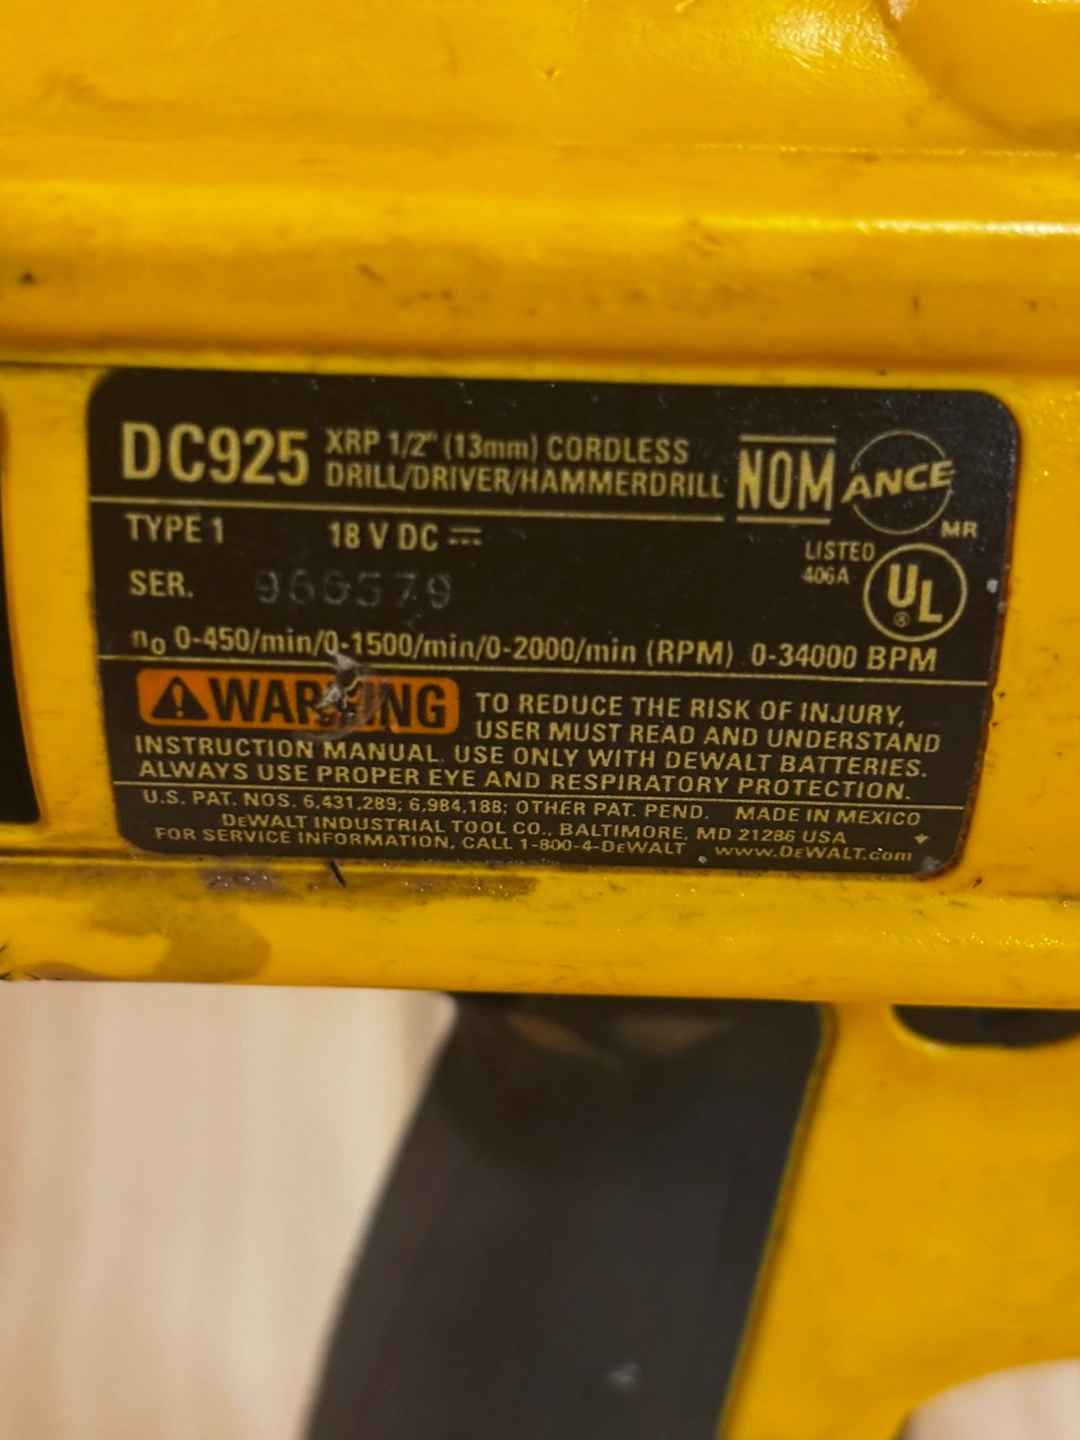 DC925 XRP 1/2" (13mm) CORDLESS
DRILL/DRIVER/HAMMERDRILL
NOM ANCE MR
TYPE 1 18 V DC
LISTED
406A
UL ®
SER.
n₀ 0-450/min/0-1500/min/0-2000/min (RPM) 0-34000 BPM
WARNING TO REDUCE THE RISK OF INJURY,
USER MUST READ AND UNDERSTAND
INSTRUCTION MANUAL. USE ONLY WITH DEWALT BATTERIES.
ALWAYS USE PROPER EYE AND RESPIRATORY PROTECTION.
U.S. PAT. NOS. 6,431,289; 6,984,188; OTHER PAT. PEND. MADE IN MEXICO
DEWALT INDUSTRIAL TOOL CO., BALTIMORE, MD 21286 USA
FOR SERVICE INFORMATION, CALL 1-800-4-DEWALT www.DEWALT.com